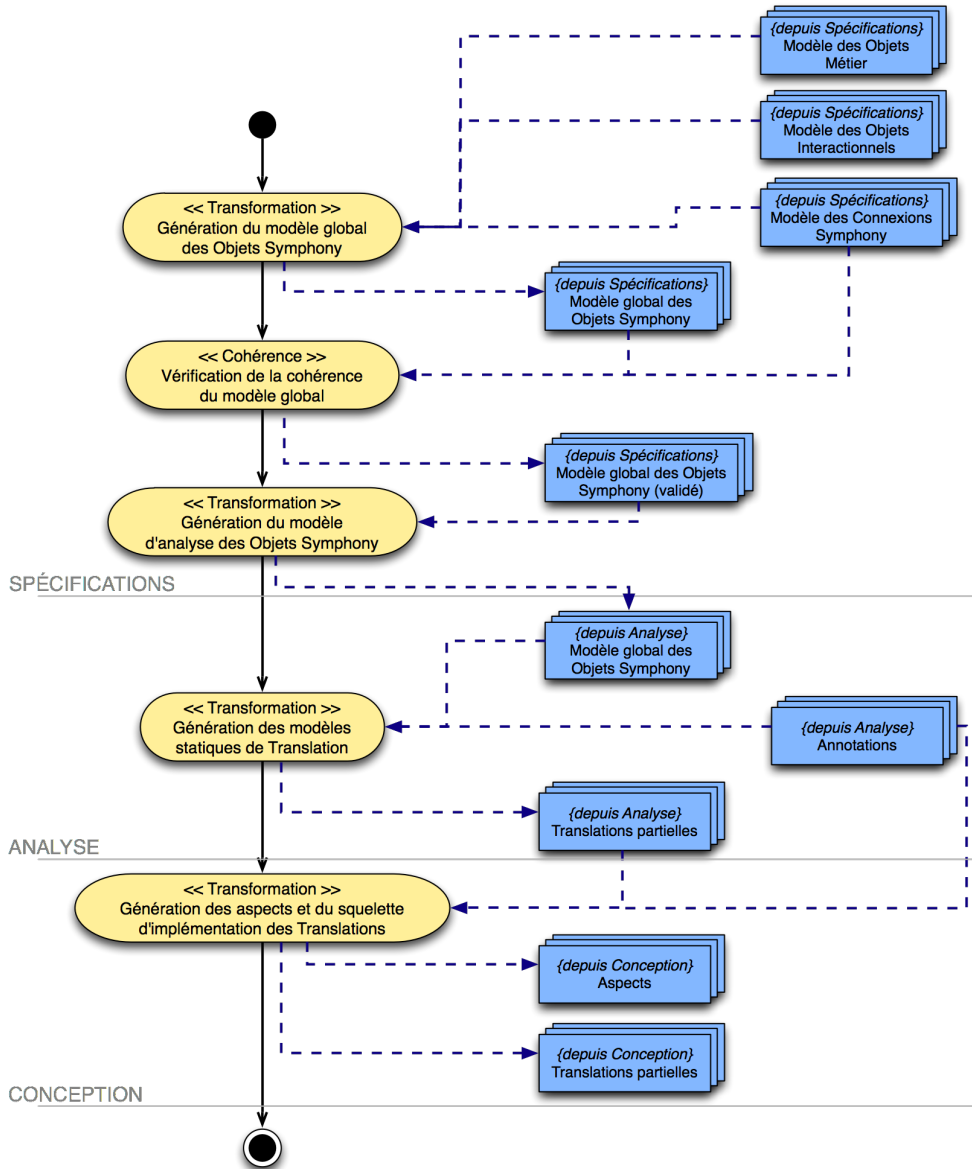 {depuis Spécifications}
Modèle des Objets
Métier
{depuis Spécifications}
Modèle des Objets
Interactionnels
<< Transformation >>
Génération du modèle global
des Objets Symphony
{depuis Spécifications}
Modèle des Connexions
Symphony
{depuis Spécifications}
Modèle global des
Objets Symphony
<< Cohérence >>
Vérification de la cohérence
du modèle global
{depuis Spécifications}
Modèle global des Objets
Symphony (validé)
<< Transformation >>
Génération du modèle
d'analyse des Objets Symphony
SPÉCIFICATIONS
{depuis Analyse}
Modèle global des
Objets Symphony
<< Transformation >>
Génération des modèles
statiques de Translation
{depuis Analyse}
Annotations
{depuis Analyse}
Translations partielles
ANALYSE
<< Transformation >>
Génération des aspects et du squelette
d'implémentation des Translations
{depuis Conception}
Aspects
{depuis Conception}
Translations partielles
CONCEPTION